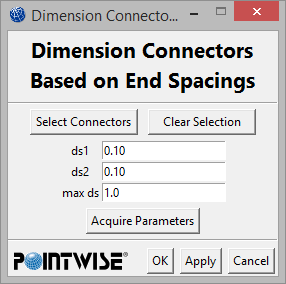 Dimension Connecto...
Dimension Connectors
Based on End Spacings
Select Connectors Clear Selection
ds1 0.10
ds2 0.10
max ds 1.0
Acquire Parameters
POINTWISE® OK Apply Cancel